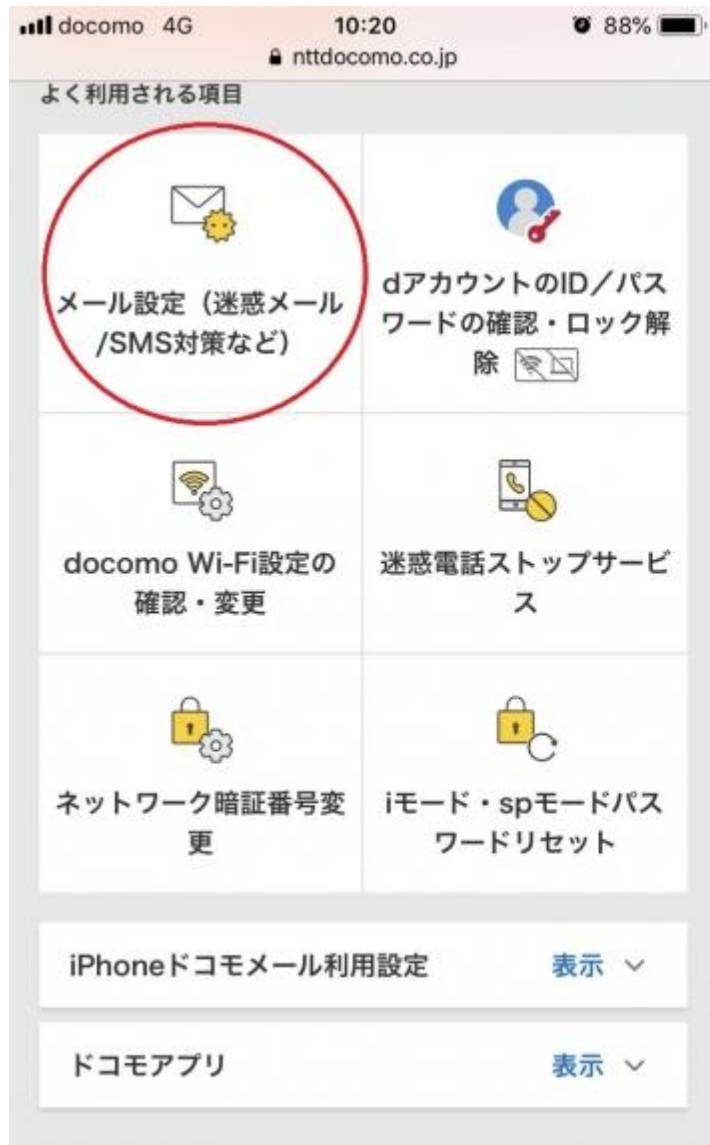 docomo 4G 10:20 88%
nttdocomo.co.jp
よく利用される項目
メール設定（迷惑メール
/SMS対策など）
dアカウントのID／パス
ワードの確認・ロック解
除
docomo Wi-Fi設定の
確認・変更
迷惑電話ストップサービ
ス
ネットワーク暗証番号変
更
iモード・spモードパス
ワードリセット
iPhoneドコモメール利用設定 表示
ドコモアプリ 表示